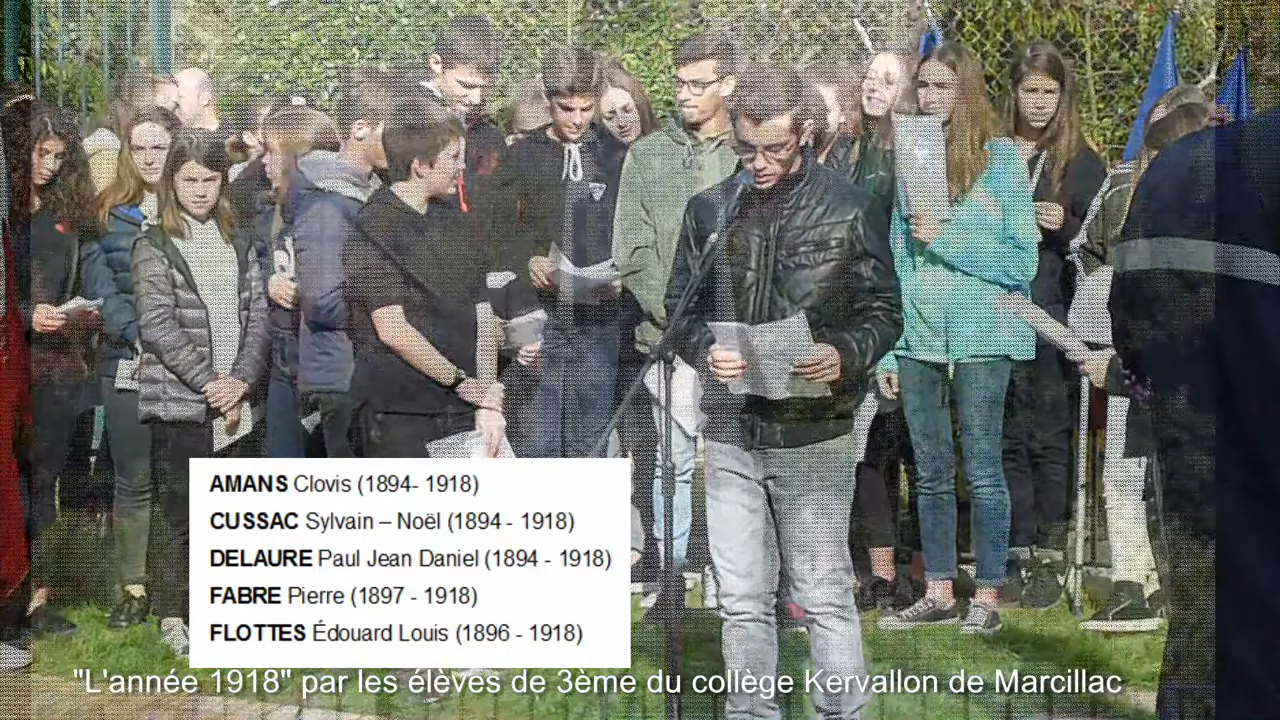 AMANS Clovis (1894- 1918)
CUSSAC Sylvain – Noël (1894 - 1918)
DELAURE Paul Jean Daniel (1894 - 1918)
FABRE Pierre (1897 - 1918)
FLOTTES Édouard Louis (1896 - 1918)
"L'année 1918" par les élèves de 3ème du collège Kervallon de Marcillac